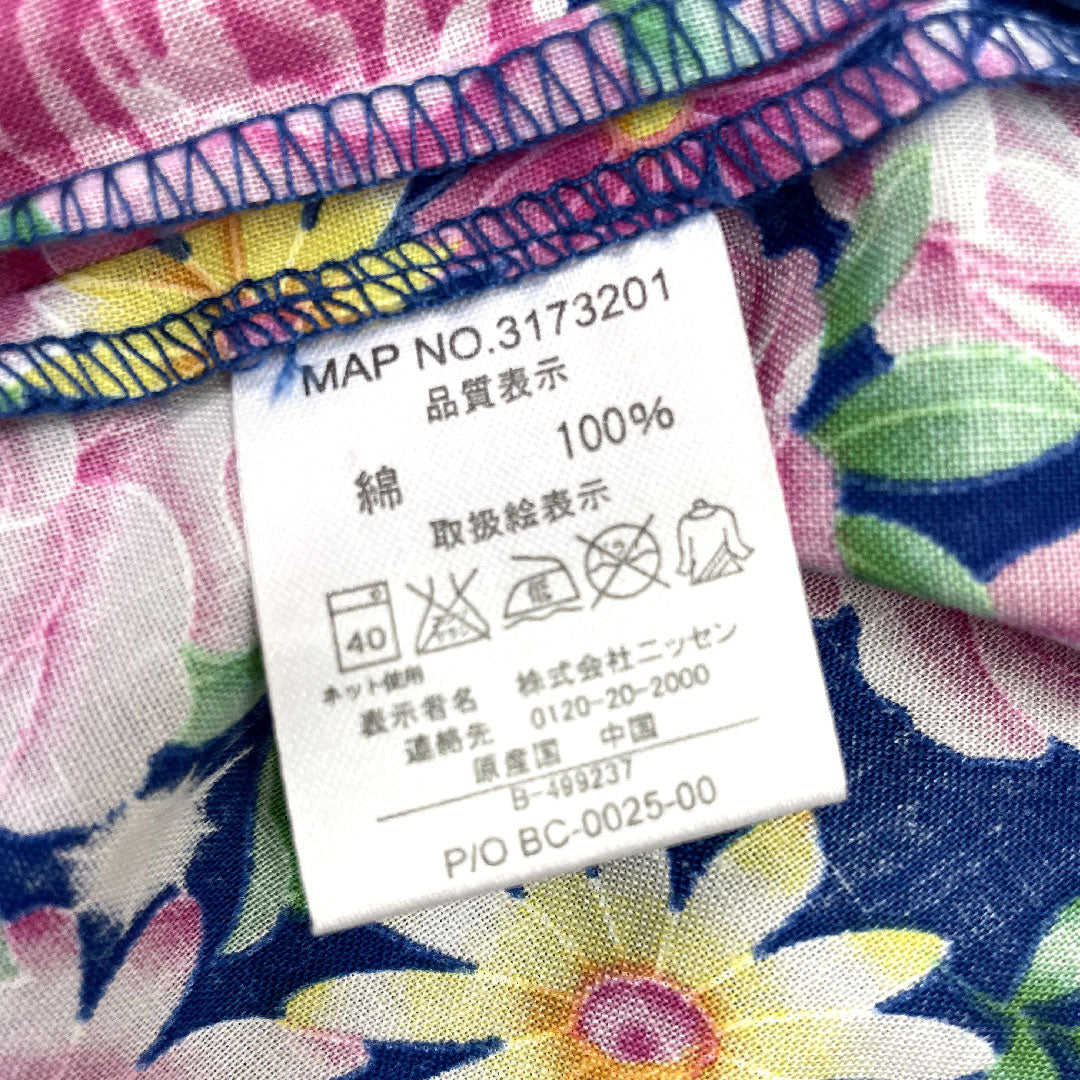 MAP NO.3173201
品質表示
綿 100%
取扱絵表示
40 中
ネット使用
表示者名 株式会社ニッセン
連絡先 0120-20-2000
原産国 中国
B-499237
P/O BC-0025-00